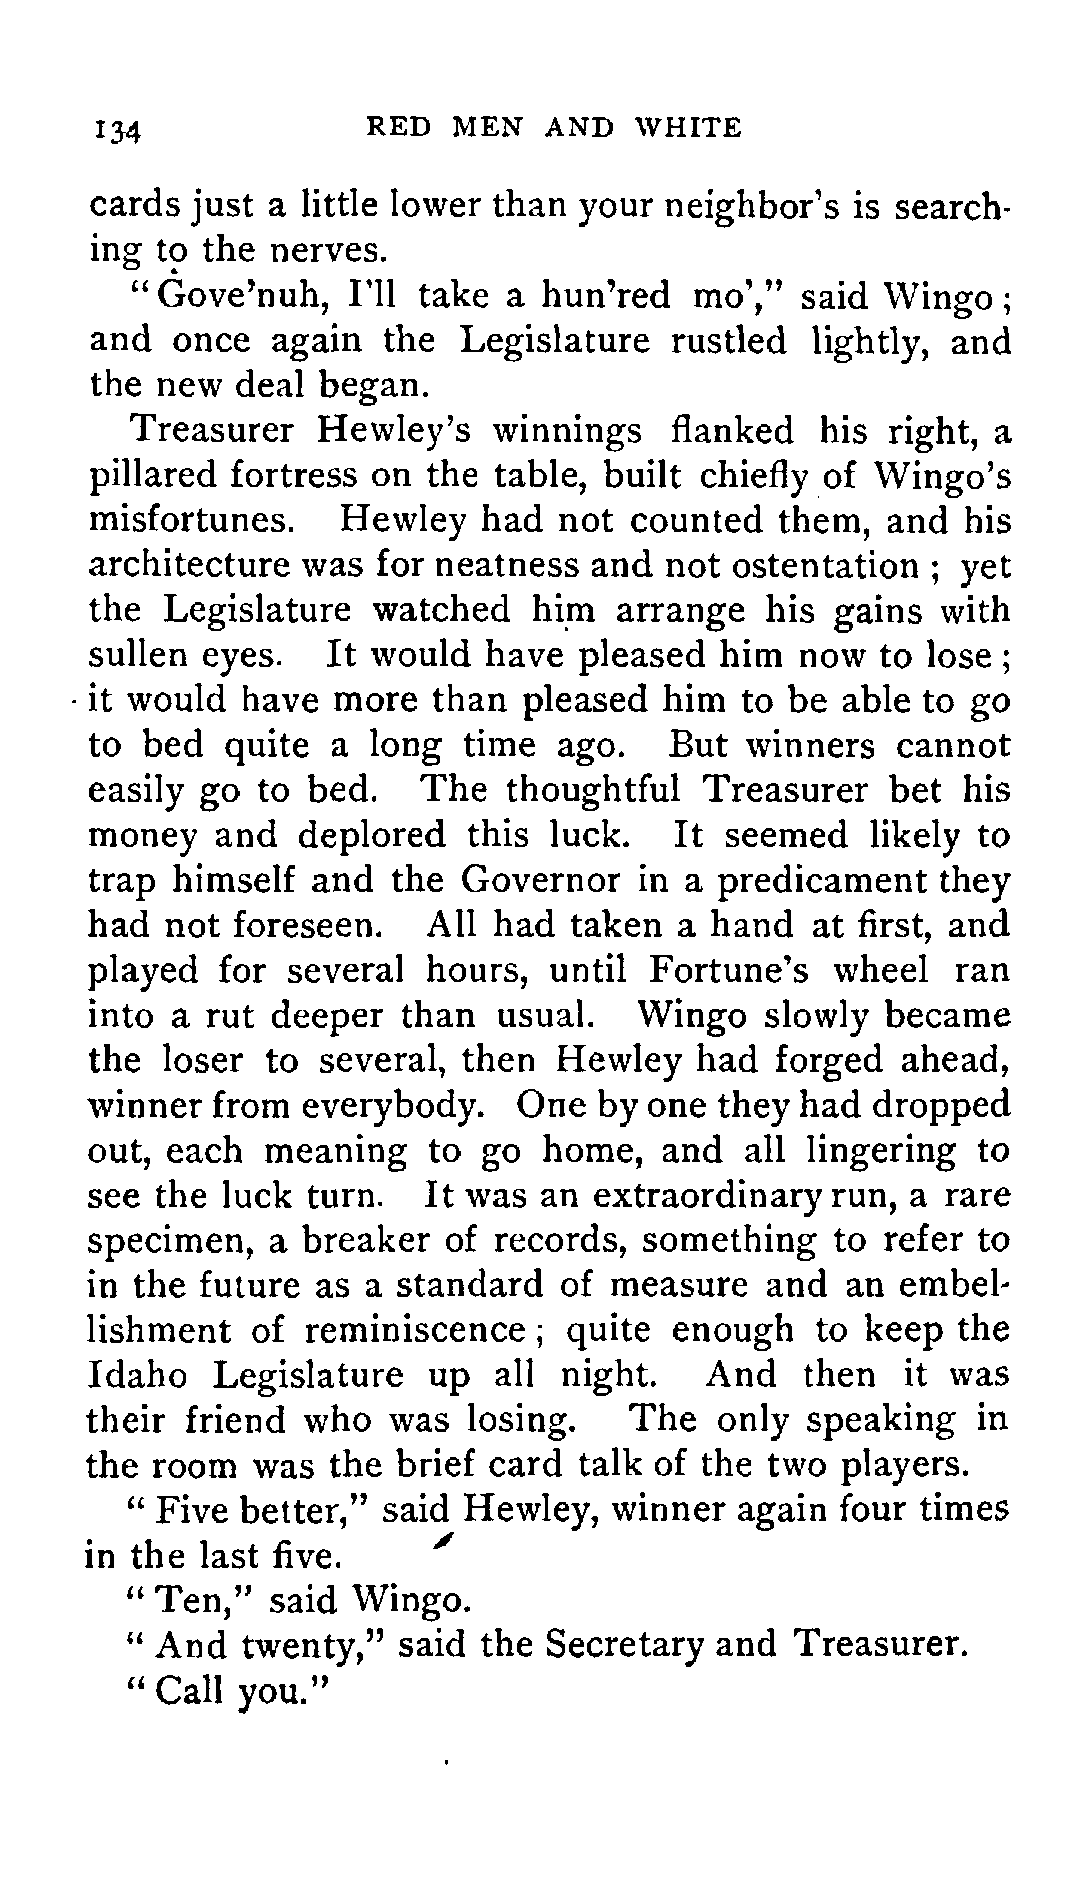 134 RED MEN AND WHITE
cards just a little lower than your neighbor's is search-
ing to the nerves.
"Gove'nuh, I'll take a hun'red mo'," said Wingo;
and once again the Legislature rustled lightly, and
the new deal began.
Treasurer Hewley's winnings flanked his right, a
pillared fortress on the table, built chiefly of Wingo's
misfortunes. Hewley had not counted them, and his
architecture was for neatness and not ostentation; yet
the Legislature watched him arrange his gains with
sullen eyes. It would have pleased him now to lose;
it would have more than pleased him to be able to go
to bed quite a long time ago. But winners cannot
easily go to bed. The thoughtful Treasurer bet his
money and deplored this luck. It seemed likely to
trap himself and the Governor in a predicament they
had not foreseen. All had taken a hand at first, and
played for several hours, until Fortune's wheel ran
into a rut deeper than usual. Wingo slowly became
the loser to several, then Hewley had forged ahead,
winner from everybody. One by one they had dropped
out, each meaning to go home, and all lingering to
see the luck turn. It was an extraordinary run, a rare
specimen, a breaker of records, something to refer to
in the future as a standard of measure and an embel-
lishment of reminiscence; quite enough to keep the
Idaho Legislature up all night. And then it was
their friend who was losing. The only speaking in
the room was the brief card talk of the two players.
"Five better," said Hewley, winner again four times
in the last five.
"Ten," said Wingo.
"And twenty," said the Secretary and Treasurer.
"Call you."